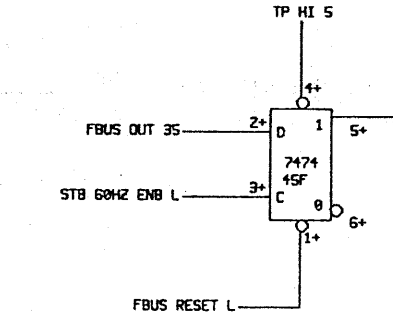 TP HI 5
4+
FBUS OUT 35
2+
D
1
5+
7474
45F
STB 60HZ ENB L
3+
C
0
6+
1+
FBUS RESET L